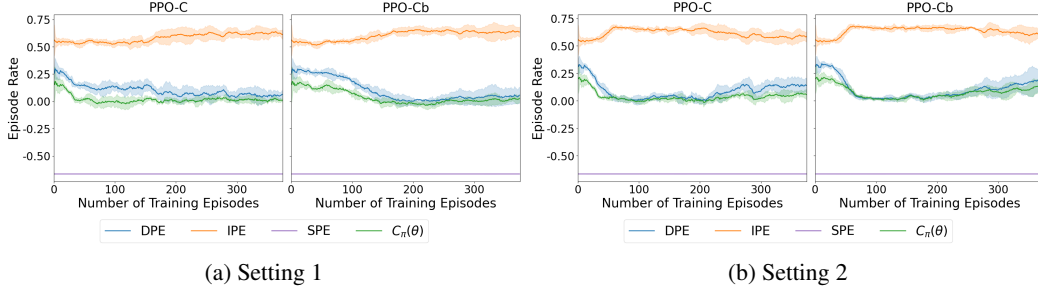 PPO-C
PPO-Cb
Episode Rate
0.75
0.50
0.25
0.00
-0.25
-0.50
0 100 200 300
0 100 200 300
Number of Training Episodes
Number of Training Episodes
DPE IPE SPE Cπ(θ)
(a) Setting 1
PPO-C
PPO-Cb
Episode Rate
0.75
0.50
0.25
0.00
-0.25
-0.50
0 100 200 300
0 100 200 300
Number of Training Episodes
Number of Training Episodes
DPE IPE SPE Cπ(θ)
(b) Setting 2